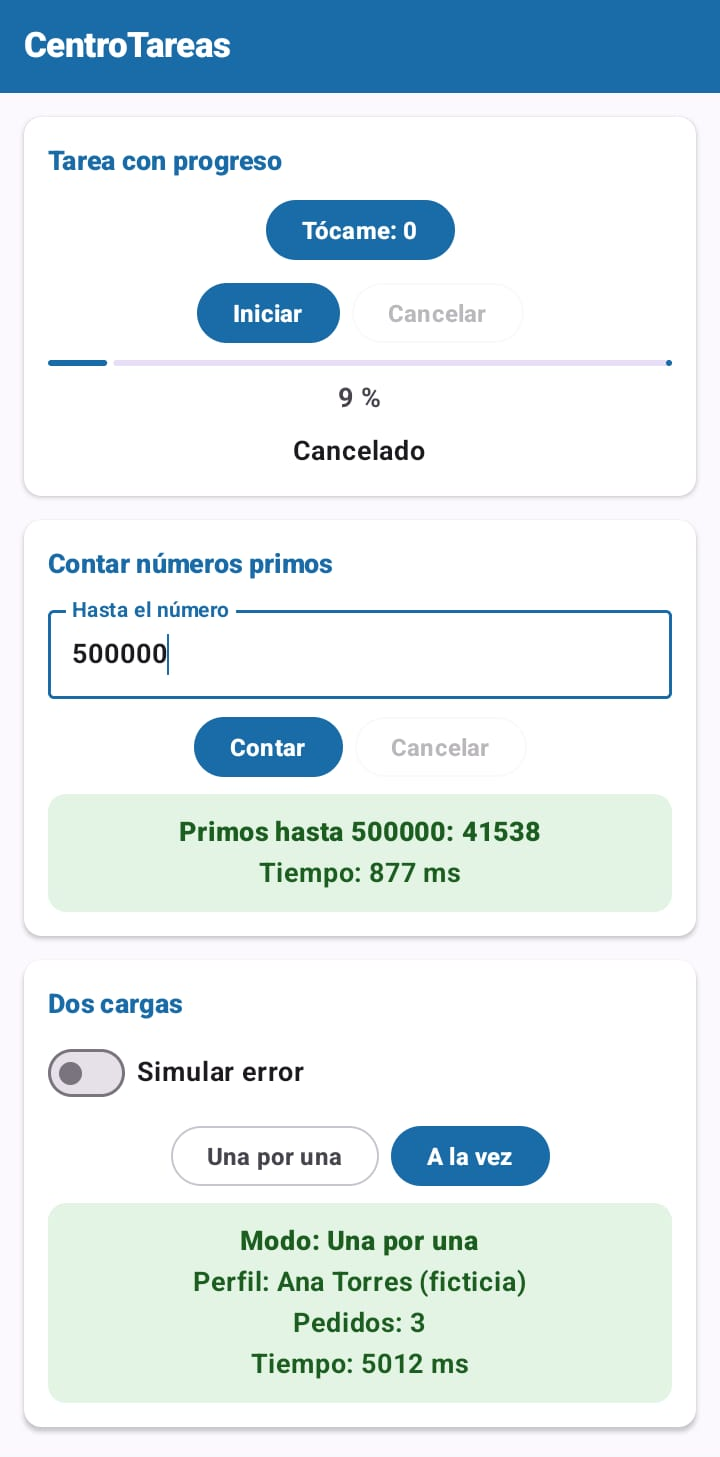 CentroTareas
Tarea con progreso
Tócame: 0
Iniciar Cancelar
9 %
Cancelado
Contar números primos
Hasta el número
500000
Contar Cancelar
Primos hasta 500000: 41538
Tiempo: 877 ms
Dos cargas
Simular error
Una por una A la vez
Modo: Una por una
Perfil: Ana Torres (ficticia)
Pedidos: 3
Tiempo: 5012 ms